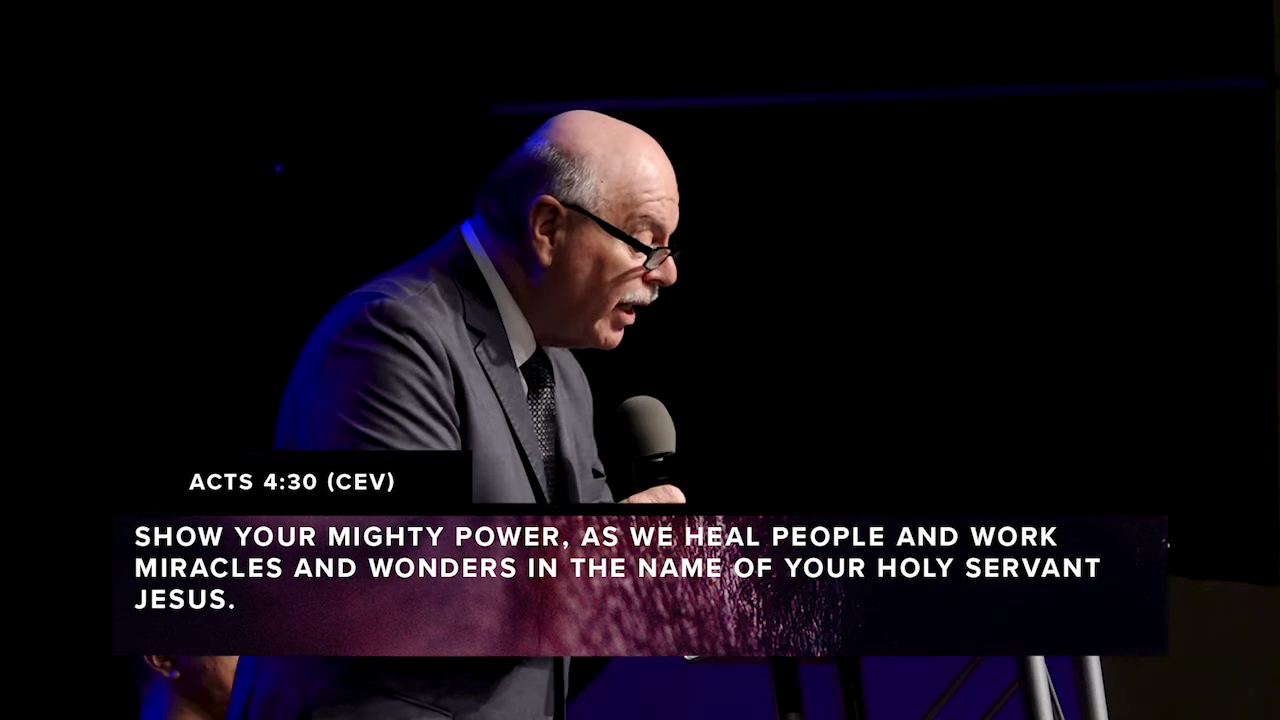 ACTS 4:30 (CEV)
SHOW YOUR MIGHTY POWER, AS WE HEAL PEOPLE AND WORK
MIRACLES AND WONDERS IN THE NAME OF YOUR HOLY SERVANT
JESUS.